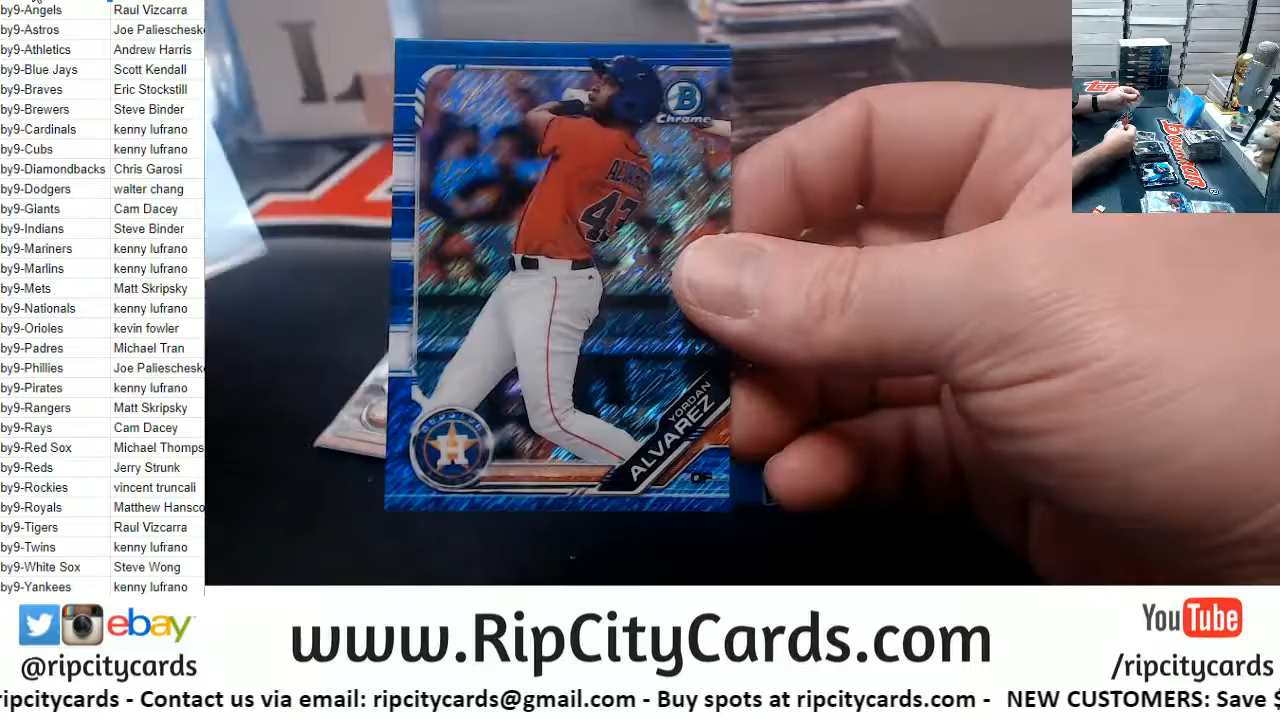 by9-Angels Raul Vizcarra
by9-Astros Joe Palieschesk
by9-Athletics Andrew Harris
by9-Blue Jays Scott Kendall
by9-Braves Eric Stockstill
by9-Brewers Steve Binder
by9-Cardinals kenny lufrano
by9-Cubs kenny lufrano
by9-Diamondbacks Chris Garosi
by9-Dodgers walter chang
by9-Giants Cam Dacey
by9-Indians Steve Binder
by9-Mariners kenny lufrano
by9-Marlins kenny lufrano
by9-Mets Matt Skripsky
by9-Nationals kenny lufrano
by9-Orioles kevin fowler
by9-Padres Michael Tran
by9-Phillies Joe Palieschesk
by9-Pirates kenny lufrano
by9-Rangers Matt Skripsky
by9-Rays Cam Dacey
by9-Red Sox Michael Thomps
by9-Reds Jerry Strunk
by9-Rockies vincent truncali
by9-Royals Matthew Hansco
by9-Tigers Raul Vizcarra
by9-Twins kenny lufrano
by9-White Sox Steve Wong
by9-Yankees kenny lufrano
B
Chrome
43
YORDAN
ALVAREZ
OF
H
Bowman
ebay
@ripcitycards
www.RipCityCards.com
YouTube
/ripcitycards
ripcitycards - Contact us via email: ripcitycards@gmail.com - Buy spots at ripcitycards.com - NEW CUSTOMERS: Save $